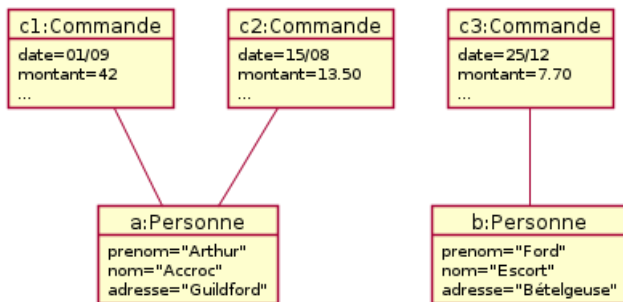 c1:Commande
date=01/09
montant=42
...
c2:Commande
date=15/08
montant=13.50
...
c3:Commande
date=25/12
montant=7.70
...
a:Personne
prenom="Arthur"
nom="Accroc"
adresse="Guildford"
b:Personne
prenom="Ford"
nom="Escort"
adresse="Bételgeuse"